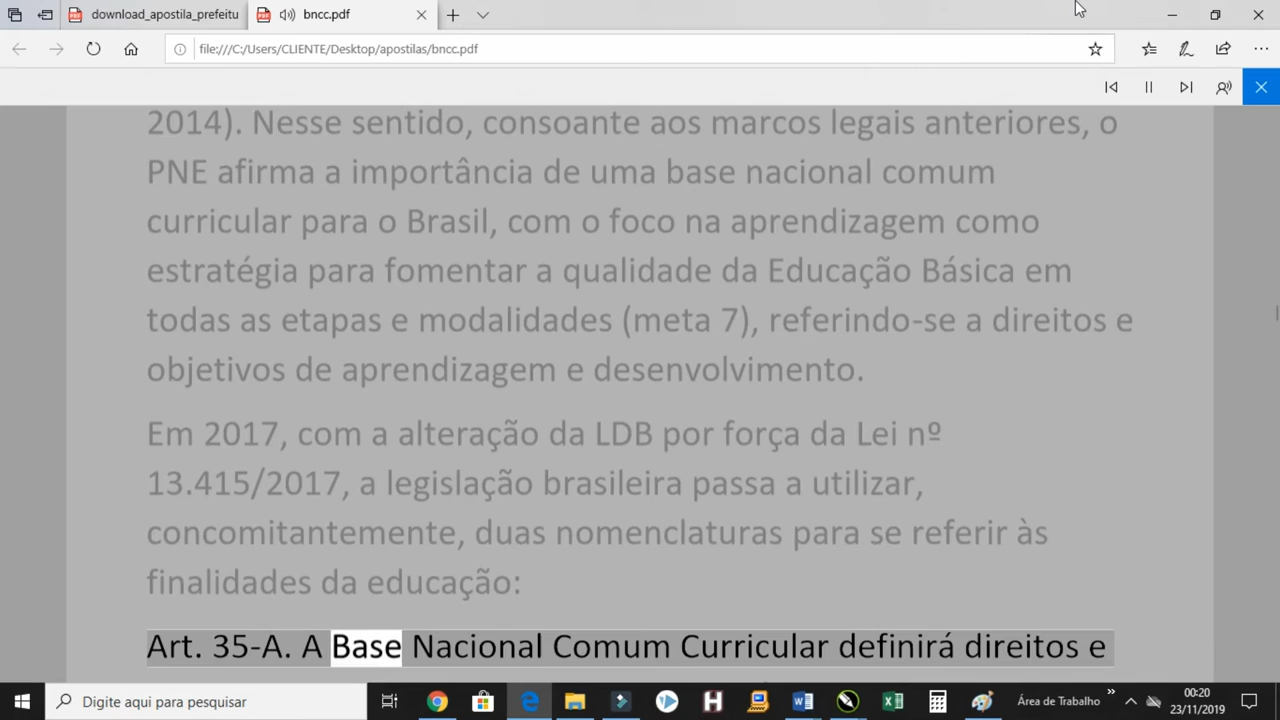 download_apostila_prefeitu
bncc.pdf
file:///C:/Users/CLIENTE/Desktop/apostilas/bncc.pdf
2014). Nesse sentido, consoante aos marcos legais anteriores, o
PNE afirma a importância de uma base nacional comum
curricular para o Brasil, com o foco na aprendizagem como
estratégia para fomentar a qualidade da Educação Básica em
todas as etapas e modalidades (meta 7), referindo-se a direitos e
objetivos de aprendizagem e desenvolvimento.
Em 2017, com a alteração da LDB por força da Lei nº
13.415/2017, a legislação brasileira passa a utilizar,
concomitantemente, duas nomenclaturas para se referir às
finalidades da educação:
Art. 35-A. A Base Nacional Comum Curricular definirá direitos e
Digite aqui para pesquisar
Área de Trabalho
00:20
23/11/2019